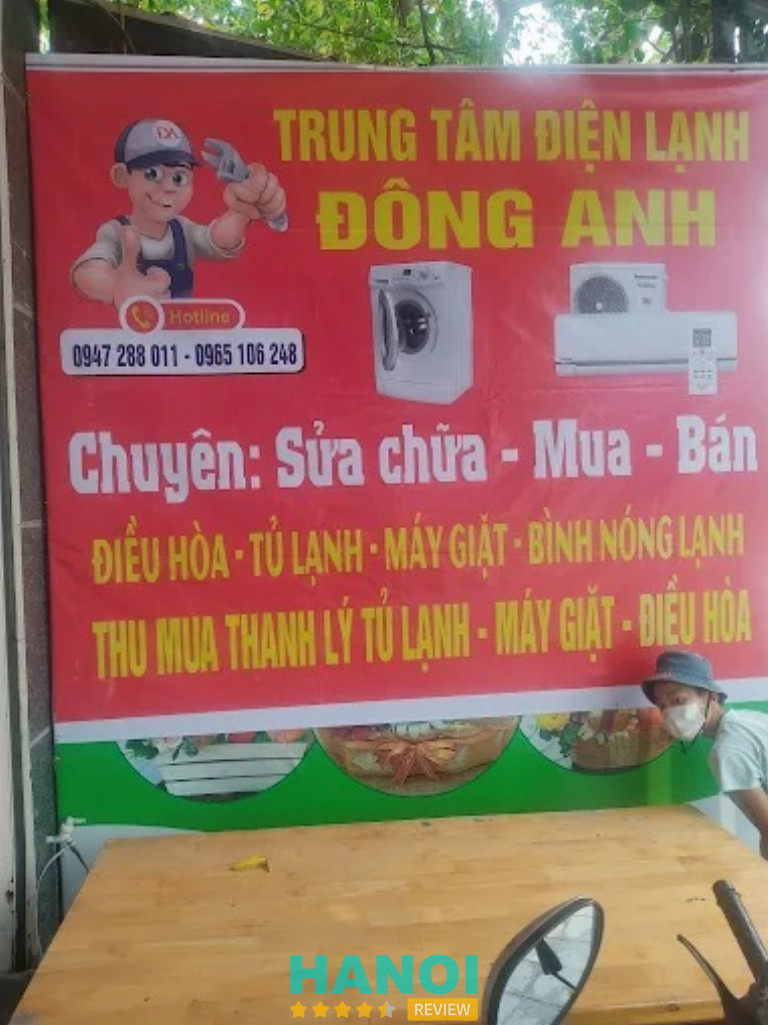 TRUNG TÂM ĐIỆN LẠNH
ĐÔNG ANH
ĐA
Hotline
0947 288 011 - 0965 106 248
Panasonic
Chuyên: Sửa chữa - Mua - Bán
ĐIỀU HÒA - TỦ LẠNH - MÁY GIẶT - BÌNH NÓNG LẠNH
THU MUA THANH LÝ TỦ LẠNH - MÁY GIẶT - ĐIỀU HÒA
HANOI
REVIEW